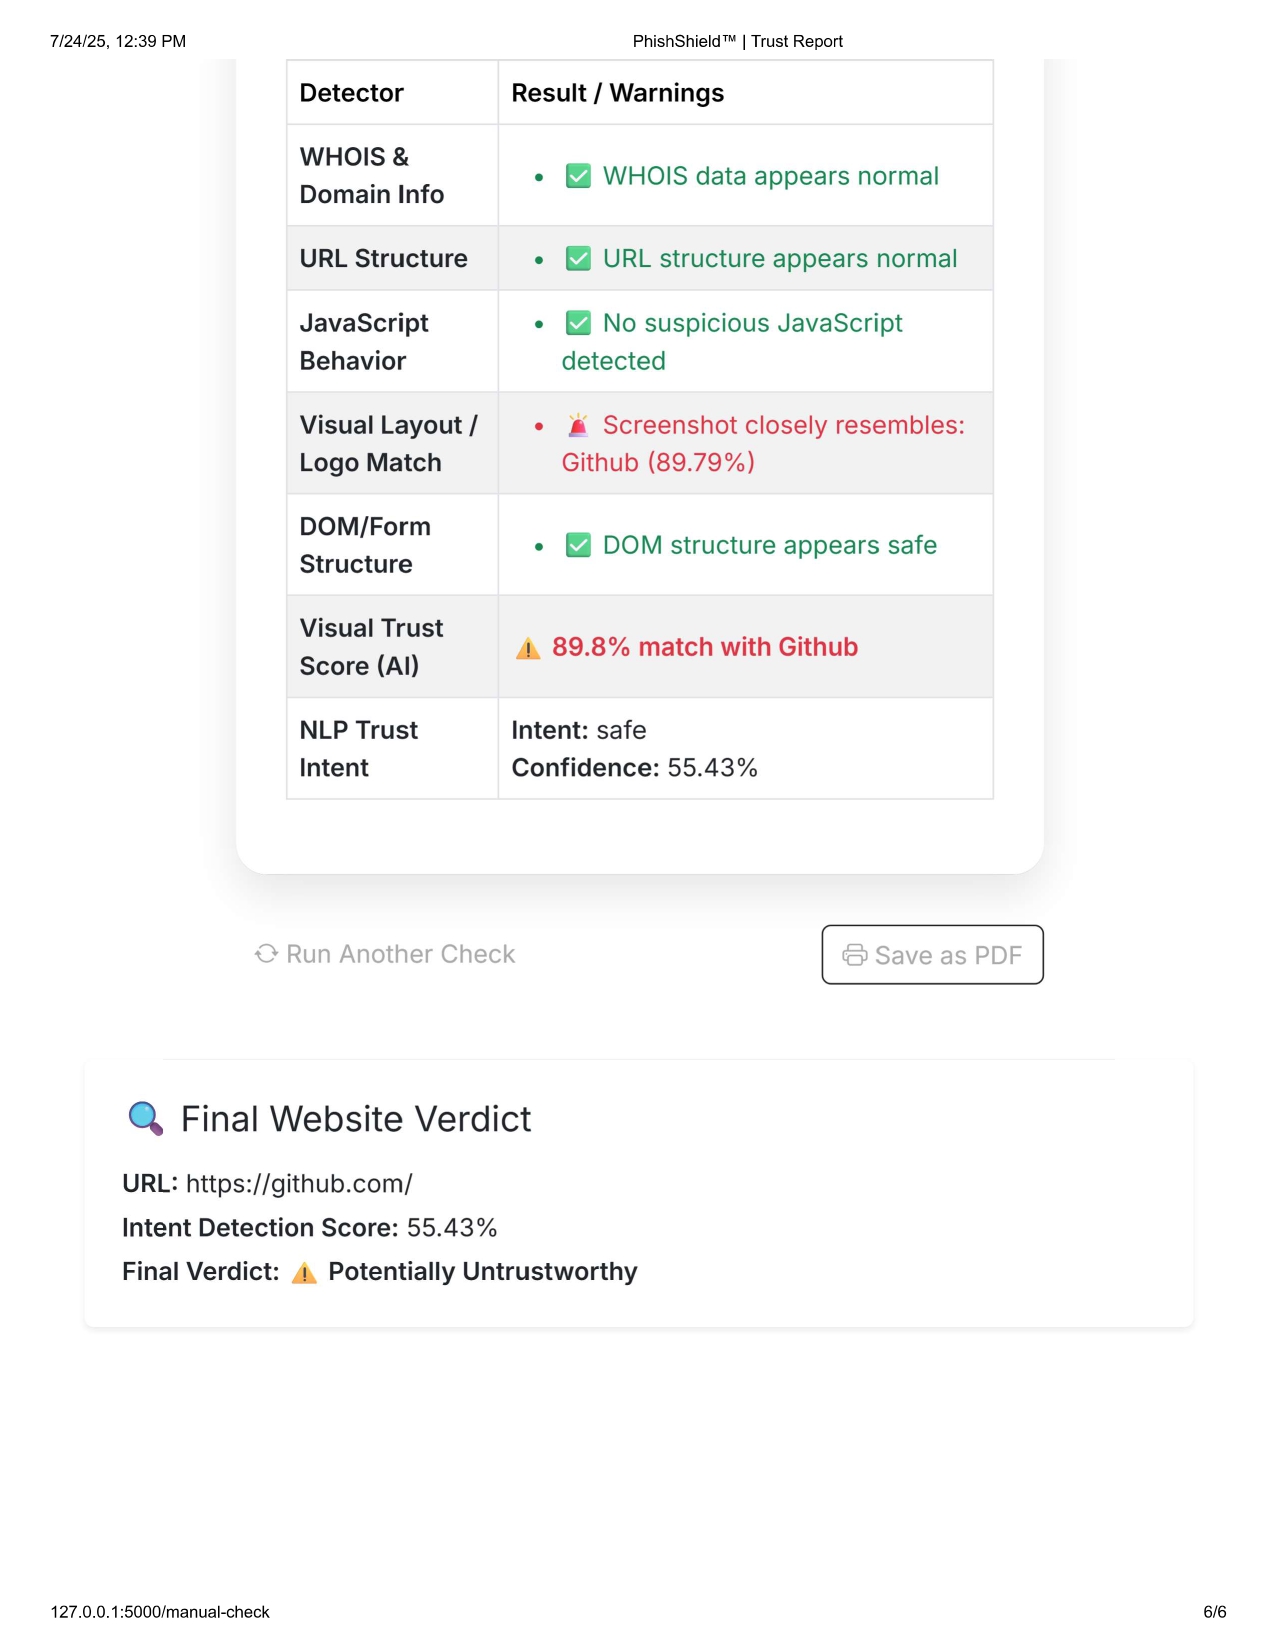 7/24/25, 12:39 PM
PhishShield™ | Trust Report
Detector
Result / Warnings
WHOIS &
Domain Info
• ✅ WHOIS data appears normal
URL Structure
• ✅ URL structure appears normal
JavaScript
Behavior
• ✅ No suspicious JavaScript
detected
Visual Layout /
Logo Match
• 🚨 Screenshot closely resembles:
Github (89.79%)
DOM/Form
Structure
• ✅ DOM structure appears safe
Visual Trust
Score (AI)
⚠️ 89.8% match with Github
NLP Trust
Intent
Intent: safe
Confidence: 55.43%
Run Another Check
Save as PDF
🔍 Final Website Verdict
URL: https://github.com/
Intent Detection Score: 55.43%
Final Verdict: ⚠️ Potentially Untrustworthy
127.0.0.1:5000/manual-check
6/6